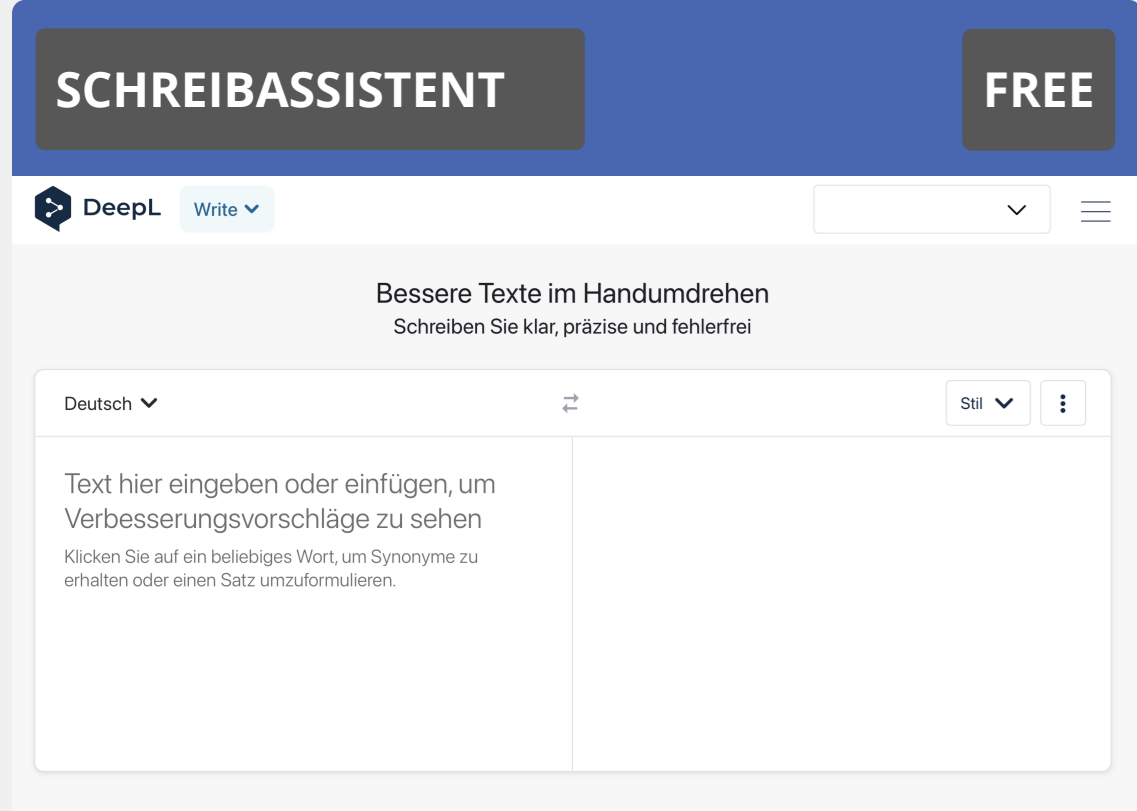 SCHREIBASSISTENT
FREE
DeepL
Write
Bessere Texte im Handumdrehen
Schreiben Sie klar, präzise und fehlerfrei
Deutsch
Stil
Text hier eingeben oder einfügen, um
Verbesserungsvorschläge zu sehen
Klicken Sie auf ein beliebiges Wort, um Synonyme zu
erhalten oder einen Satz umzuformulieren.